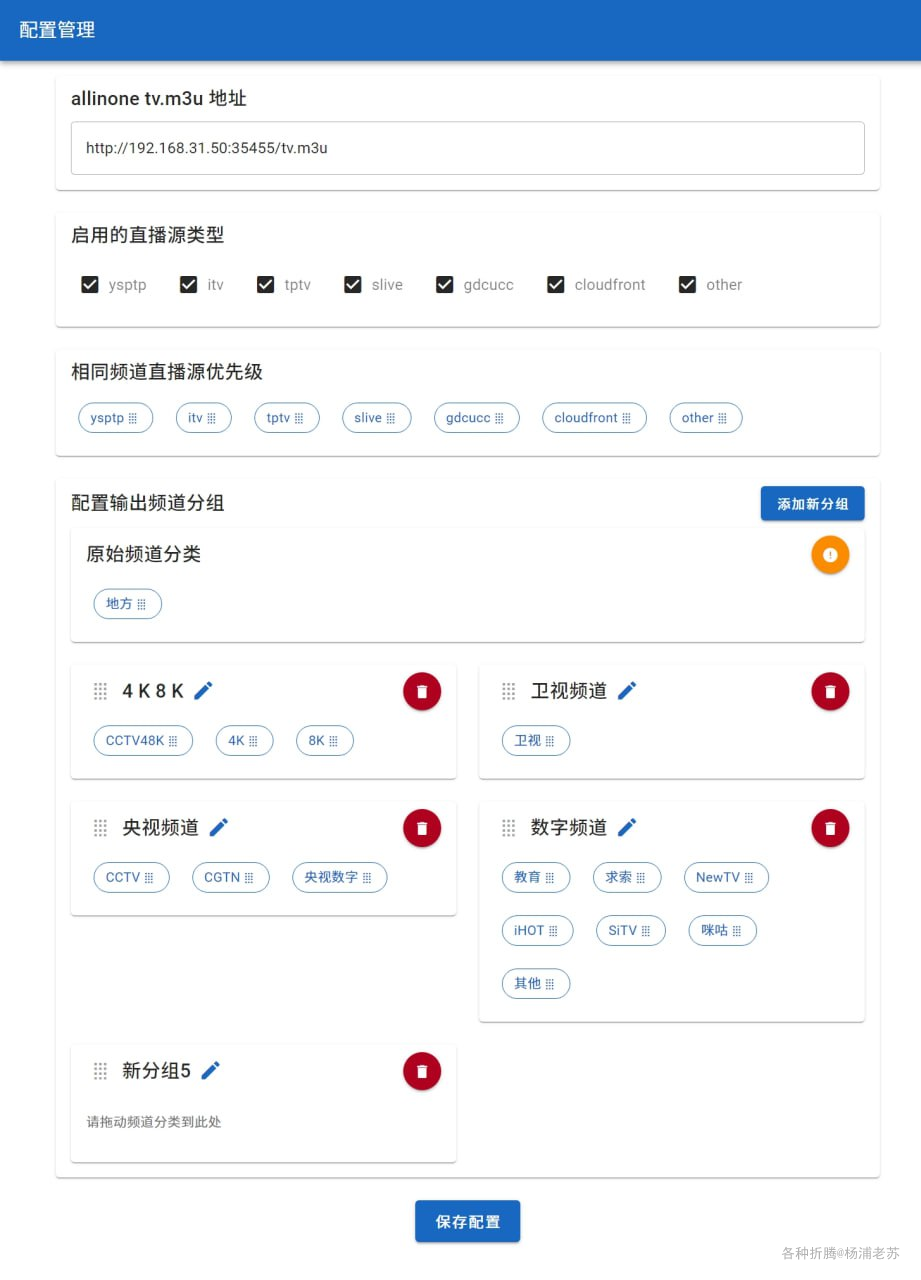 配置管理
allinone tv.m3u 地址
http://192.168.31.50:35455/tv.m3u
启用的直播源类型
ysptp itv tptv slive gdcucc cloudfront other
相同频道直播源优先级
ysptp itv tptv slive gdcucc cloudfront other
配置输出频道分组 添加新分组
原始频道分类
地方
4K8K 卫视频道
CCTV48K 4K 8K 卫视
央视频道 数字频道
CCTV CGTN 央视数字 教育 求索 NewTV
iHOT SiTV 咪咕
其他
新分组5
请拖动频道分类到此处
保存配置
各种折腾@杨浦老苏